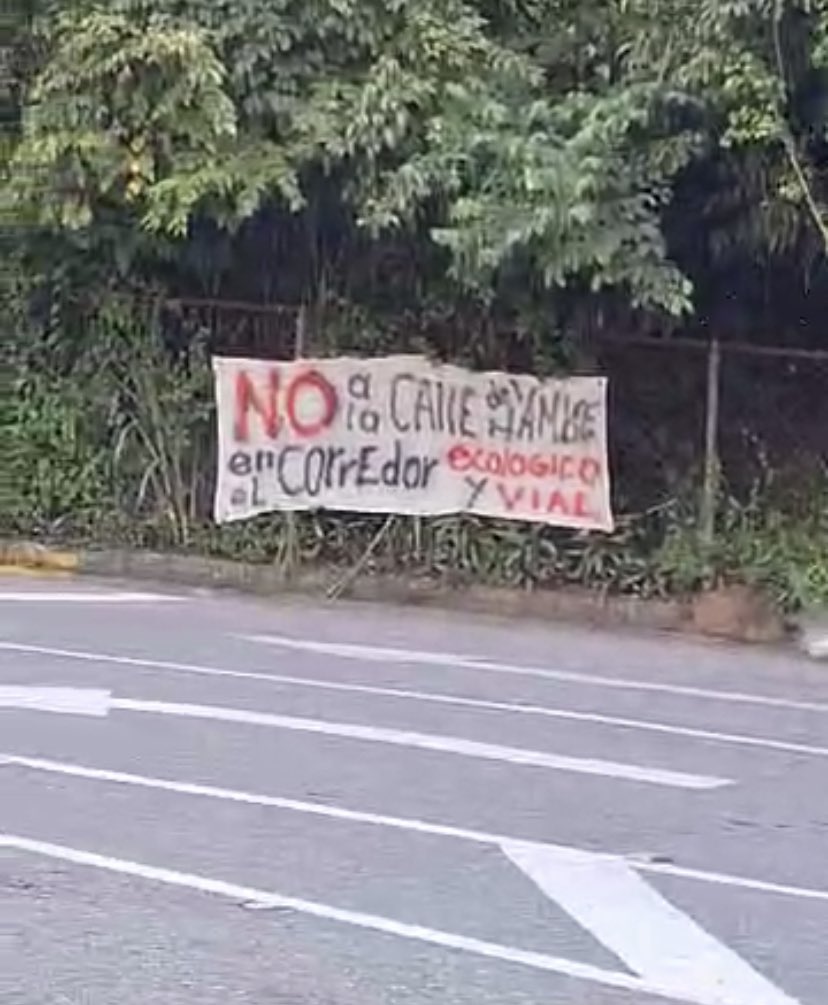 NO a la CALLE del HAMBRE
en el CorrEdor ecoloGico
y VIAL